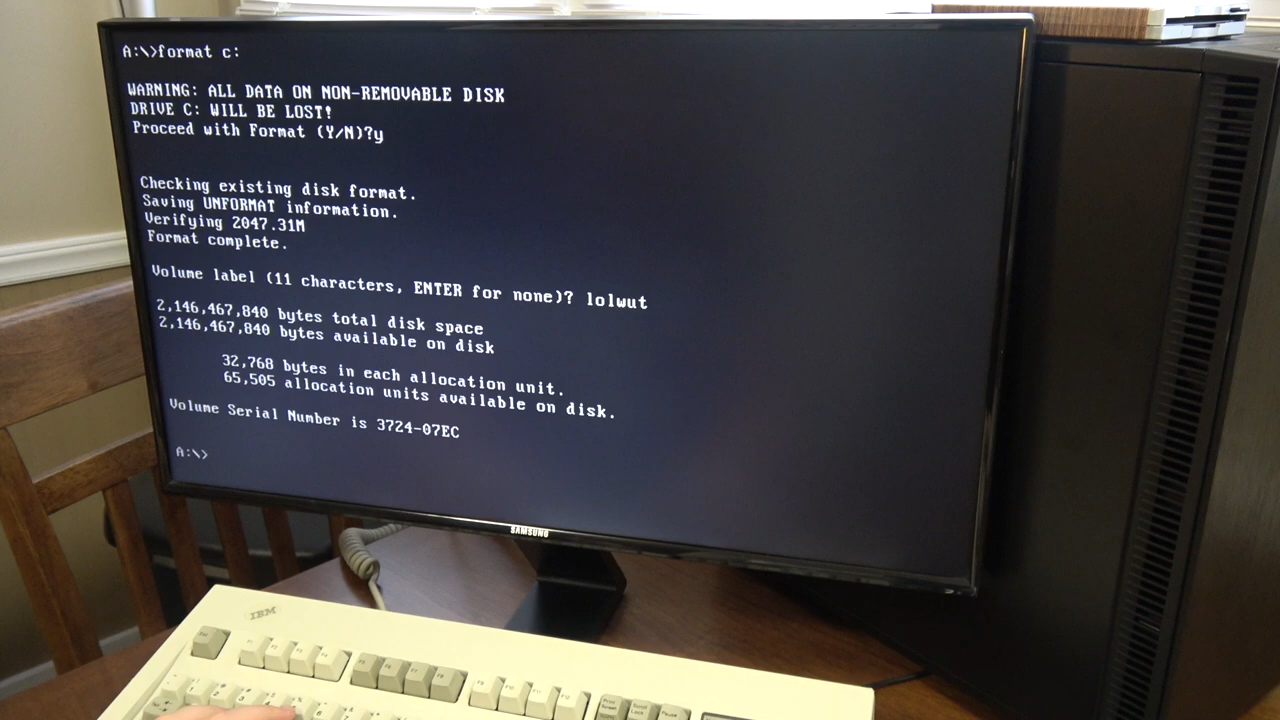 A:\>format c:
WARNING: ALL DATA ON NON-REMOVABLE DISK
DRIVE C: WILL BE LOST!
Proceed with Format (Y/N)?y
Checking existing disk format.
Saving UNFORMAT information.
Verifying 2047.31M
Format complete.
Volume label (11 characters, ENTER for none)? lolwut
2,146,467,840 bytes total disk space
2,146,467,840 bytes available on disk
32,768 bytes in each allocation unit.
65,505 allocation units available on disk.
Volume Serial Number is 3724-07EC
A:\>
SAMSUNG
IBM